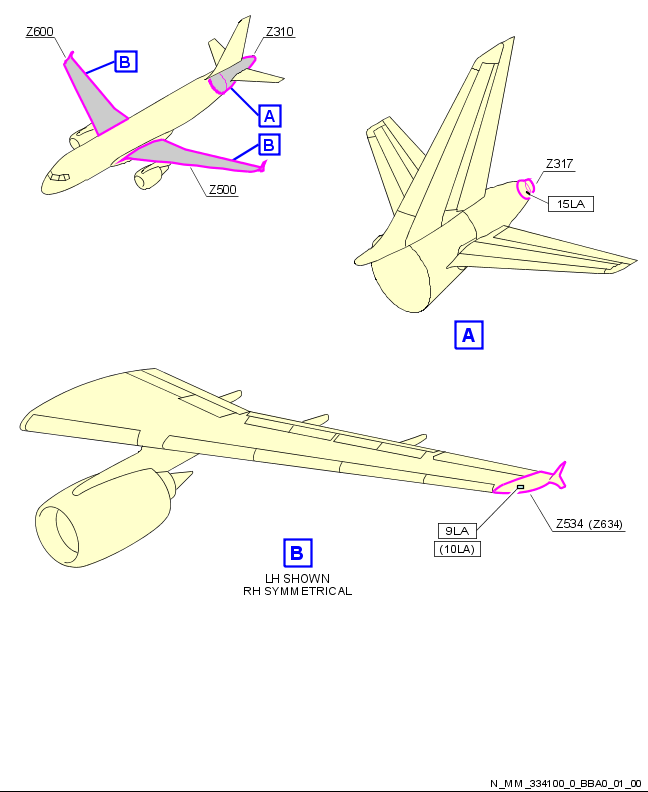 Z600
B
Z310
A
B
Z500
Z317
15LA
A
9LA
(10LA)
Z534 (Z634)
B
LH SHOWN
RH SYMMETRICAL
N_MM_334100_0_BBA0_01_00